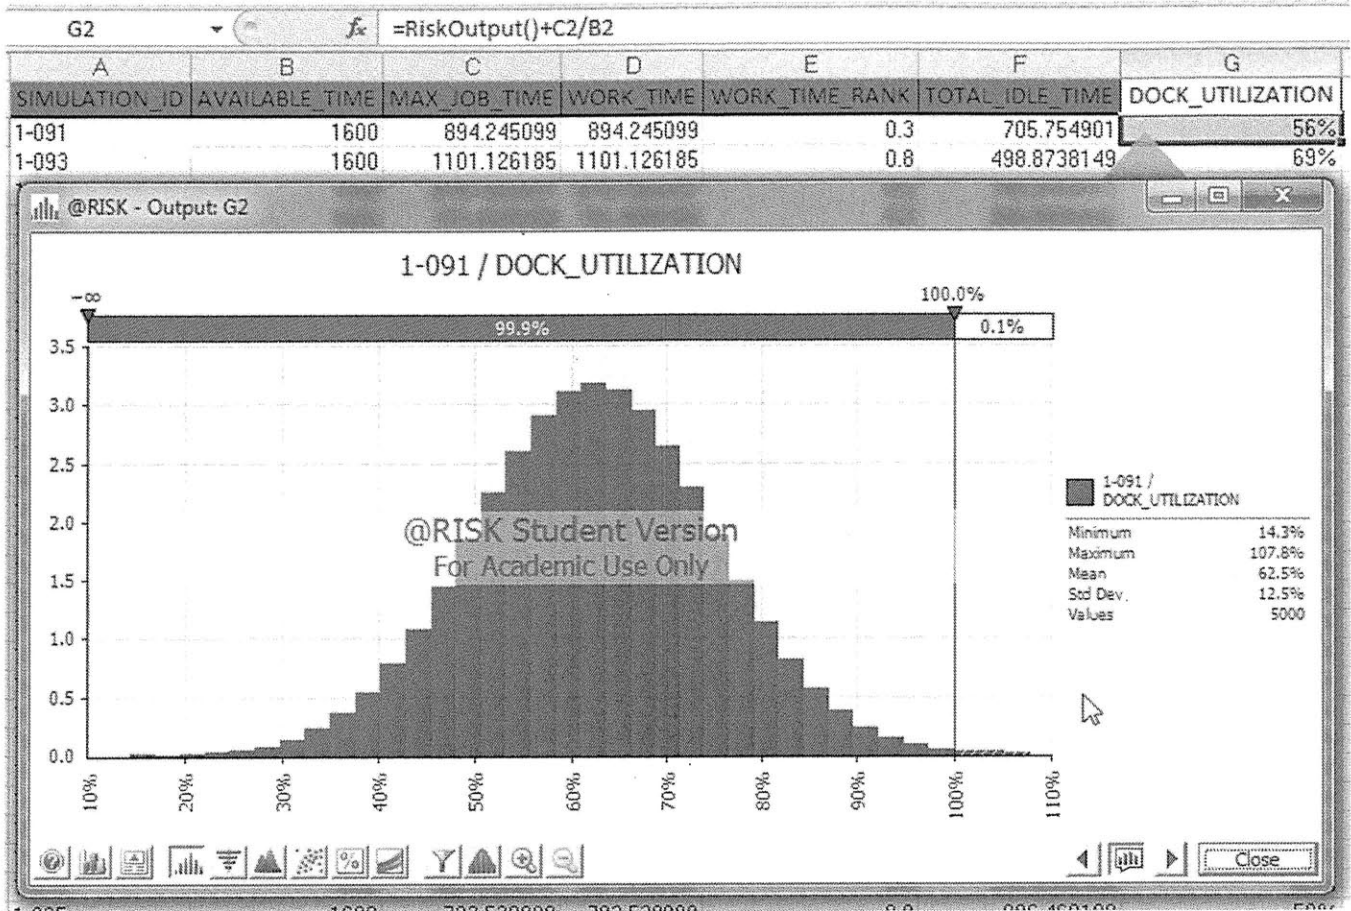 G2 fx =RiskOutput()+C2/B2
A B C D E F G
SIMULATION_ID AVAILABLE_TIME MAX_JOB_TIME WORK_TIME WORK_TIME_RANK TOTAL_IDLE_TIME DOCK_UTILIZATION
1-091 1600 894.245099 894.245099 0.3 705.754901 56%
1-093 1600 1101.126185 1101.126185 0.8 498.8738149 69%
@RISK - Output: G2
1-091 / DOCK_UTILIZATION
-∞ 100.0%
99.9% 0.1%
3.5
3.0
2.5
2.0
1.5
1.0
0.5
0.0
@RISK Student Version
For Academic Use Only
10% 20% 30% 40% 50% 60% 70% 80% 90% 100% 110%
1-091 /
DOCK_UTILIZATION
Minimum 14.3%
Maximum 107.8%
Mean 62.5%
Std Dev. 12.5%
Values 5000
Close